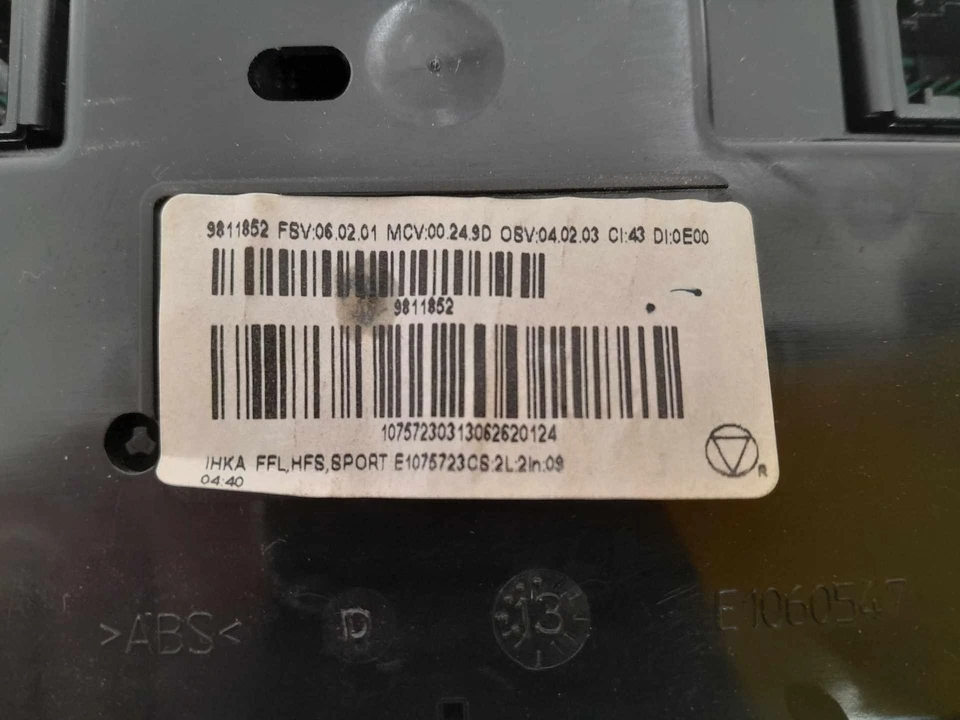 9811852 FSV:06.02.01 MCV:00.24.9D OSV:04.02.03 CI:43 DI:0E00
9811852
10757230313062620124
IHKA FFL,HFS,SPORT E1075723CS:2L:2In:09
04:40
R
>ABS<
D
13
E1060547